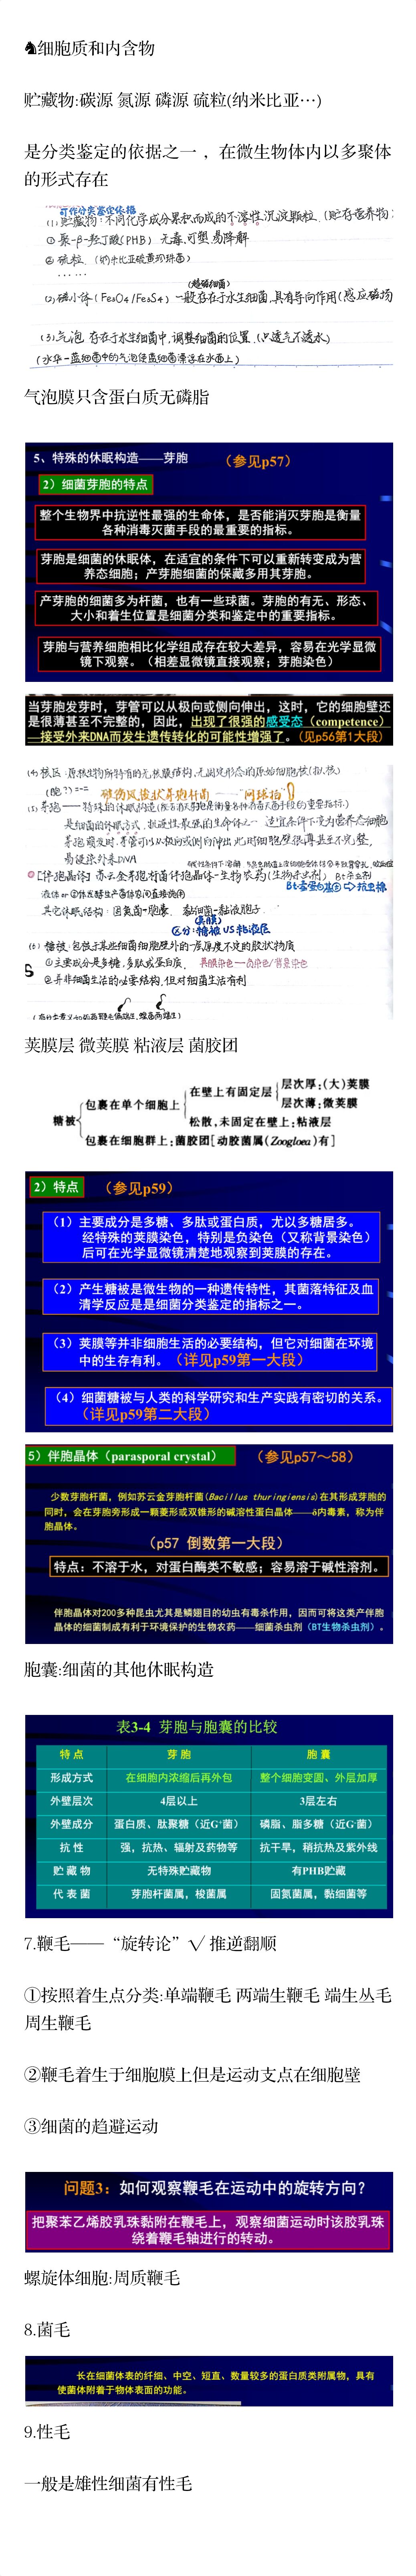 ♞细胞质和内含物
贮藏物:碳源 氮源 磷源 硫粒(纳米比亚…)
是分类鉴定的依据之一 ，在微生物体内以多聚体
的形式存在
可作分类鉴定依据
(1)贮藏物：不同化学成分累积而成的不溶性沉淀颗粒.（贮存营养物:
① 聚-β-羟丁酸(PHB) 无毒.可塑.易降解
② 硫粒.（纳米比亚硫黄珍珠菌）
……
(趋磁细菌)
(2)磁小体（Fe₃O₄/Fe₃S₄）一般存在于水生细菌,具有导向作用(感应磁场
(3)气泡 存在于水生细菌中,调整细菌的位置.(只透气不透水)
(水华-蓝细菌中的气泡使蓝细菌漂浮在水面上)
气泡膜只含蛋白质无磷脂
5、特殊的休眠构造——芽胞 （参见p57）
2）细菌芽胞的特点
整个生物界中抗逆性最强的生命体，是否能消灭芽胞是衡量
各种消毒灭菌手段的最重要的指标。
芽胞是细菌的休眠体，在适宜的条件下可以重新转变成为营
养态细胞；产芽胞细菌的保藏多用其芽胞。
产芽胞的细菌多为杆菌，也有一些球菌。芽胞的有无、形态、
大小和着生位置是细菌分类和鉴定中的重要指标。
芽胞与营养细胞相比化学组成存在较大差异，容易在光学显微
镜下观察。（相差显微镜直接观察；芽胞染色）
当芽胞发芽时，芽管可以从极向或侧向伸出，这时，它的细胞壁还
是很薄甚至不完整的，因此，出现了很强的感受态（competence）
——接受外来DNA而发生遗传转化的可能性增强了。（见p56第1大段）
(4) 核区：原核生物所特有的无核膜结构,无固定形态的原始细胞核(拟核)
破伤风梭状芽孢杆菌——网球拍
(5) 芽孢——特殊的休眠构造
是细菌的休眠方式，抗逆性最强的生命体之一 适宜条件下变为营养态细胞
易接受外来DNA
[伴孢晶体] 苏云金芽孢杆菌伴孢晶体-生物农药(生物杀虫剂) Bt杀虫剂
Bt毒蛋白基因⇨抗虫棉
其它休眠结构：固氮菌-胞囊. 黏细菌-黏液胞子.
(荚膜)
区分：糖被 VS 粘液层
(6) 糖被：包被于某些细菌细胞壁外的一层厚度不定的胶状物质
①主要成分是多糖,多肽或蛋白质. 荚膜染色——负染色/背景染色
②并非细菌生活的必要结构,但对细菌生活有利
荚膜层 微荚膜 粘液层 菌胶团
糖被
包裹在单个细胞上
在壁上有固定层
层次厚：(大)荚膜
层次薄：微荚膜
松散，未固定在壁上：粘液层
包裹在细胞群上：菌胶团[动胶菌属(Zoogloea)有]
2）特点 （参见p59）
（1）主要成分是多糖、多肽或蛋白质，尤以多糖居多。
经特殊的荚膜染色，特别是负染色（又称背景染色）
后可在光学显微镜清楚地观察到荚膜的存在。
（2）产生糖被是微生物的一种遗传特性，其菌落特征及血
清学反应是是细菌分类鉴定的指标之一。
（3）荚膜等并非细胞生活的必要结构，但它对细菌在环境
中的生存有利。（详见p59第一大段）
（4）细菌糖被与人类的科学研究和生产实践有密切的关系。
（详见p59第二大段）
5）伴胞晶体（parasporal crystal） （参见p57～58）
少数芽胞杆菌，例如苏云金芽胞杆菌(Bacillus thuringiensis)在其形成芽胞的
同时，会在芽胞旁形成一颗菱形或双锥形的碱溶性蛋白晶体——δ内毒素，称为伴
胞晶体。
（p57 倒数第一大段）
特点：不溶于水，对蛋白酶类不敏感；容易溶于碱性溶剂。
伴胞晶体对200多种昆虫尤其是鳞翅目的幼虫有毒杀作用，因而可将这类产伴胞
晶体的细菌制成有利于环境保护的生物农药——细菌杀虫剂（BT生物杀虫剂）。
胞囊:细菌的其他休眠构造
表3-4 芽胞与胞囊的比较
特 点 芽 胞 胞 囊
形成方式 在细胞内浓缩后再外包 整个细胞变圆、外层加厚
外壁层次 4层以上 3层左右
外壁成分 蛋白质、肽聚糖（近G⁺菌） 磷脂、脂多糖（近G⁻菌）
抗 性 强，抗热、辐射及药物等 抗干旱，稍抗热及紫外线
贮 藏 物 无特殊贮藏物 有PHB贮藏
代 表 菌 芽胞杆菌属，梭菌属 固氮菌属，黏细菌等
7.鞭毛——“旋转论”√ 推逆翻顺
①按照着生点分类:单端鞭毛 两端生鞭毛 端生丛毛
周生鞭毛
②鞭毛着生于细胞膜上但是运动支点在细胞壁
③细菌的趋避运动
问题3：如何观察鞭毛在运动中的旋转方向？
把聚苯乙烯胶乳珠黏附在鞭毛上，观察细菌运动时该胶乳珠
绕着鞭毛轴进行的转动。
螺旋体细胞:周质鞭毛
8.菌毛
长在细菌体表的纤细、中空、短直、数量较多的蛋白质类附属物，具有
使菌体附着于物体表面的功能。
9.性毛
一般是雄性细菌有性毛